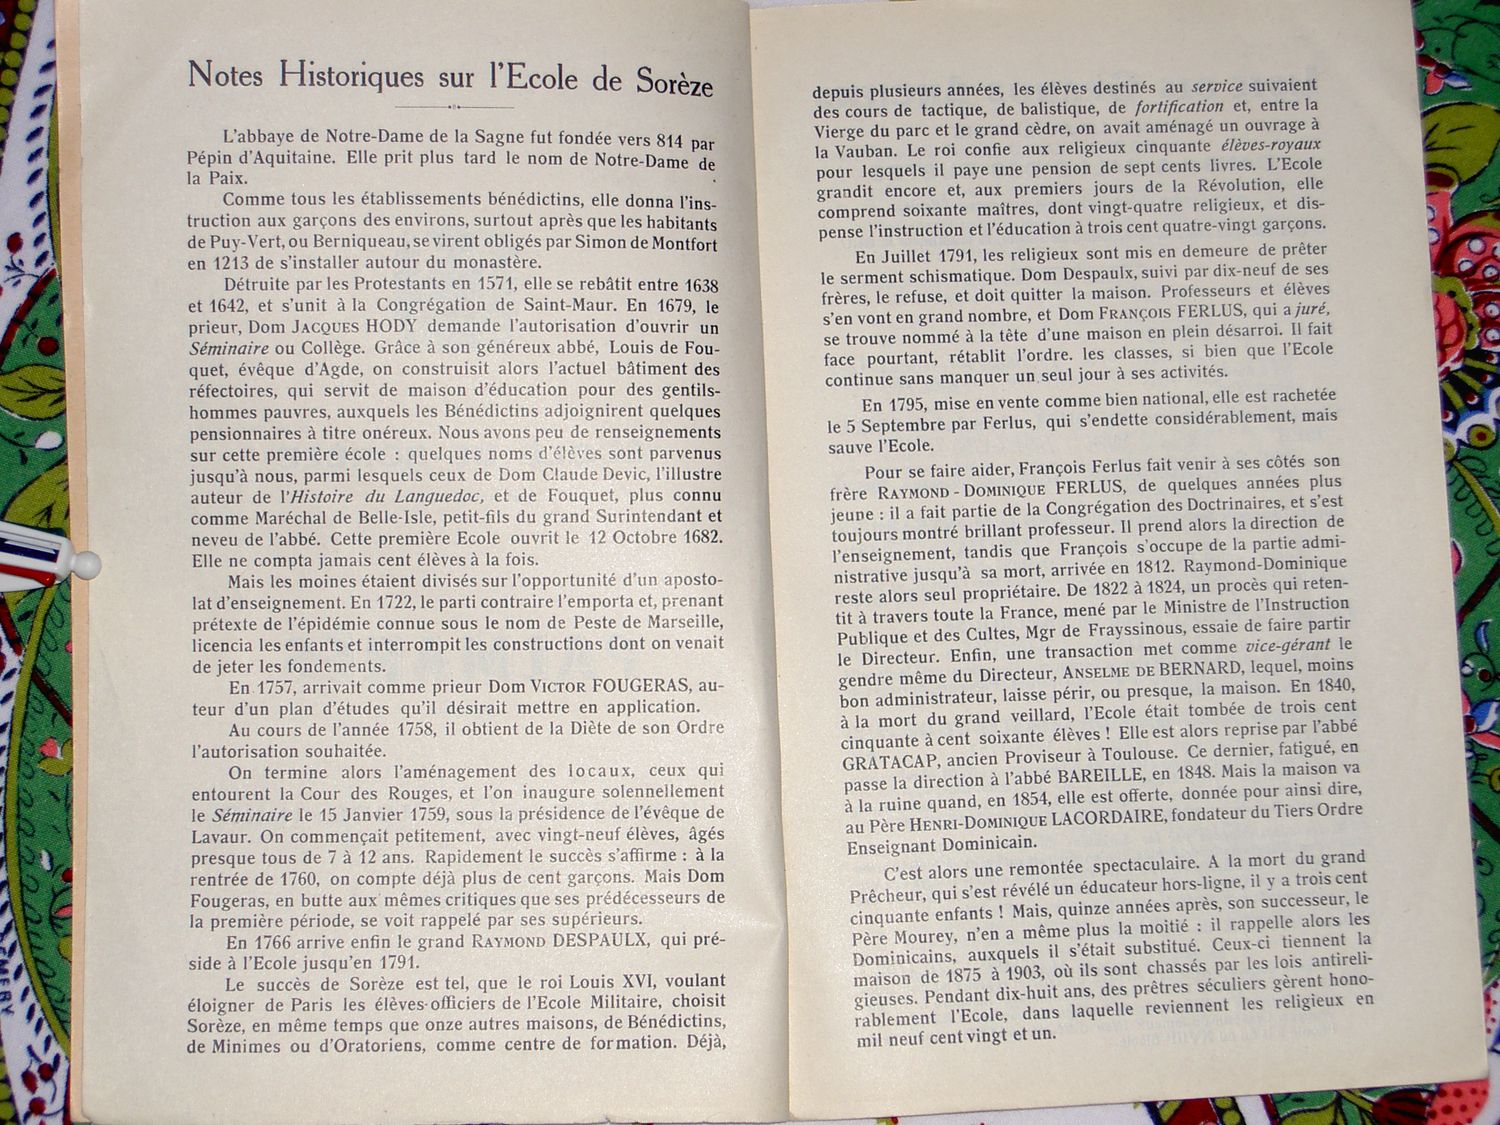 Notes Historiques sur l'Ecole de Sorèze
L'abbaye de Notre-Dame de la Sagne fut fondée vers 814 par
Pépin d'Aquitaine. Elle prit plus tard le nom de Notre-Dame de
la Paix.
Comme tous les établissements bénédictins, elle donna l'ins-
truction aux garçons des environs, surtout après que les habitants
de Puy-Vert, ou Berniqueau, se virent obligés par Simon de Montfort
en 1213 de s'installer autour du monastère.
Détruite par les Protestants en 1571, elle se rebâtit entre 1638
et 1642, et s'unit à la Congrégation de Saint-Maur. En 1679, le
prieur, Dom JACQUES HODY demande l'autorisation d'ouvrir un
Séminaire ou Collège. Grâce à son généreux abbé, Louis de Fou-
quet, évêque d'Agde, on construisit alors l'actuel bâtiment des
réfectoires, qui servit de maison d'éducation pour des gentils-
hommes pauvres, auxquels les Bénédictins adjoignirent quelques
pensionnaires à titre onéreux. Nous avons peu de renseignements
sur cette première école : quelques noms d'élèves sont parvenus
jusqu'à nous, parmi lesquels ceux de Dom Claude Devic, l'illustre
auteur de l'Histoire du Languedoc, et de Fouquet, plus connu
comme Maréchal de Belle-Isle, petit-fils du grand Surintendant et
neveu de l'abbé. Cette première Ecole ouvrit le 12 Octobre 1682.
Elle ne compta jamais cent élèves à la fois.
Mais les moines étaient divisés sur l'opportunité d'un aposto-
lat d'enseignement. En 1722, le parti contraire l'emporta et, prenant
prétexte de l'épidémie connue sous le nom de Peste de Marseille,
licencia les enfants et interrompit les constructions dont on venait
de jeter les fondements.
En 1757, arrivait comme prieur Dom VICTOR FOUGERAS, au-
teur d'un plan d'études qu'il désirait mettre en application.
Au cours de l'année 1758, il obtient de la Diète de son Ordre
l'autorisation souhaitée.
On termine alors l'aménagement des locaux, ceux qui
entourent la Cour des Rouges, et l'on inaugure solennellement
le Séminaire le 15 Janvier 1759, sous la présidence de l'évêque de
Lavaur. On commençait petitement, avec vingt-neuf élèves, âgés
presque tous de 7 à 12 ans. Rapidement le succès s'affirme : à la
rentrée de 1760, on compte déjà plus de cent garçons. Mais Dom
Fougeras, en butte aux mêmes critiques que ses prédécesseurs de
la première période, se voit rappelé par ses supérieurs.
En 1766 arrive enfin le grand RAYMOND DESPAULX, qui pré-
side à l'Ecole jusqu'en 1791.
Le succès de Sorèze est tel, que le roi Louis XVI, voulant
éloigner de Paris les élèves-officiers de l'Ecole Militaire, choisit
Sorèze, en même temps que onze autres maisons, de Bénédictins,
de Minimes ou d'Oratoriens, comme centre de formation. Déjà,
depuis plusieurs années, les élèves destinés au service suivaient
des cours de tactique, de balistique, de fortification et, entre la
Vierge du parc et le grand cèdre, on avait aménagé un ouvrage à
la Vauban. Le roi confie aux religieux cinquante élèves-royaux
pour lesquels il paye une pension de sept cents livres. L'Ecole
grandit encore et, aux premiers jours de la Révolution, elle
comprend soixante maîtres, dont vingt-quatre religieux, et dis-
pense l'instruction et l'éducation à trois cent quatre-vingt garçons.
En Juillet 1791, les religieux sont mis en demeure de prêter
le serment schismatique. Dom Despaulx, suivi par dix-neuf de ses
frères, le refuse, et doit quitter la maison. Professeurs et élèves
s'en vont en grand nombre, et Dom FRANÇOIS FERLUS, qui a juré,
se trouve nommé à la tête d'une maison en plein désarroi. Il fait
face pourtant, rétablit l'ordre. les classes, si bien que l'Ecole
continue sans manquer un seul jour à ses activités.
En 1795, mise en vente comme bien national, elle est rachetée
le 5 Septembre par Ferlus, qui s'endette considérablement, mais
sauve l'Ecole.
Pour se faire aider, François Ferlus fait venir à ses côtés son
frère RAYMOND - DOMINIQUE FERLUS, de quelques années plus
jeune : il a fait partie de la Congrégation des Doctrinaires, et s'est
toujours montré brillant professeur. Il prend alors la direction de
l'enseignement, tandis que François s'occupe de la partie admi-
nistrative jusqu'à sa mort, arrivée en 1812. Raymond-Dominique
reste alors seul propriétaire. De 1822 à 1824, un procès qui reten-
tit à travers toute la France, mené par le Ministre de l'Instruction
Publique et des Cultes, Mgr de Frayssinous, essaie de faire partir
le Directeur. Enfin, une transaction met comme vice-gérant le
gendre même du Directeur, ANSELME DE BERNARD, lequel, moins
bon administrateur, laisse périr, ou presque, la maison. En 1840,
à la mort du grand veillard, l'Ecole était tombée de trois cent
cinquante à cent soixante élèves ! Elle est alors reprise par l'abbé
GRATACAP, ancien Proviseur à Toulouse. Ce dernier, fatigué, en
passe la direction à l'abbé BAREILLE, en 1848. Mais la maison va
à la ruine quand, en 1854, elle est offerte, donnée pour ainsi dire,
au Père HENRI-DOMINIQUE LACORDAIRE, fondateur du Tiers Ordre
Enseignant Dominicain.
C'est alors une remontée spectaculaire. A la mort du grand
Prêcheur, qui s'est révélé un éducateur hors-ligne, il y a trois cent
cinquante enfants ! Mais, quinze années après, son successeur, le
Père Mourey, n'en a même plus la moitié : il rappelle alors les
Dominicains, auxquels il s'était substitué. Ceux-ci tiennent la
maison de 1875 à 1903, où ils sont chassés par les lois antireli-
gieuses. Pendant dix-huit ans, des prêtres séculiers gèrent hono-
rablement l'Ecole, dans laquelle reviennent les religieux en
mil neuf cent vingt et un.